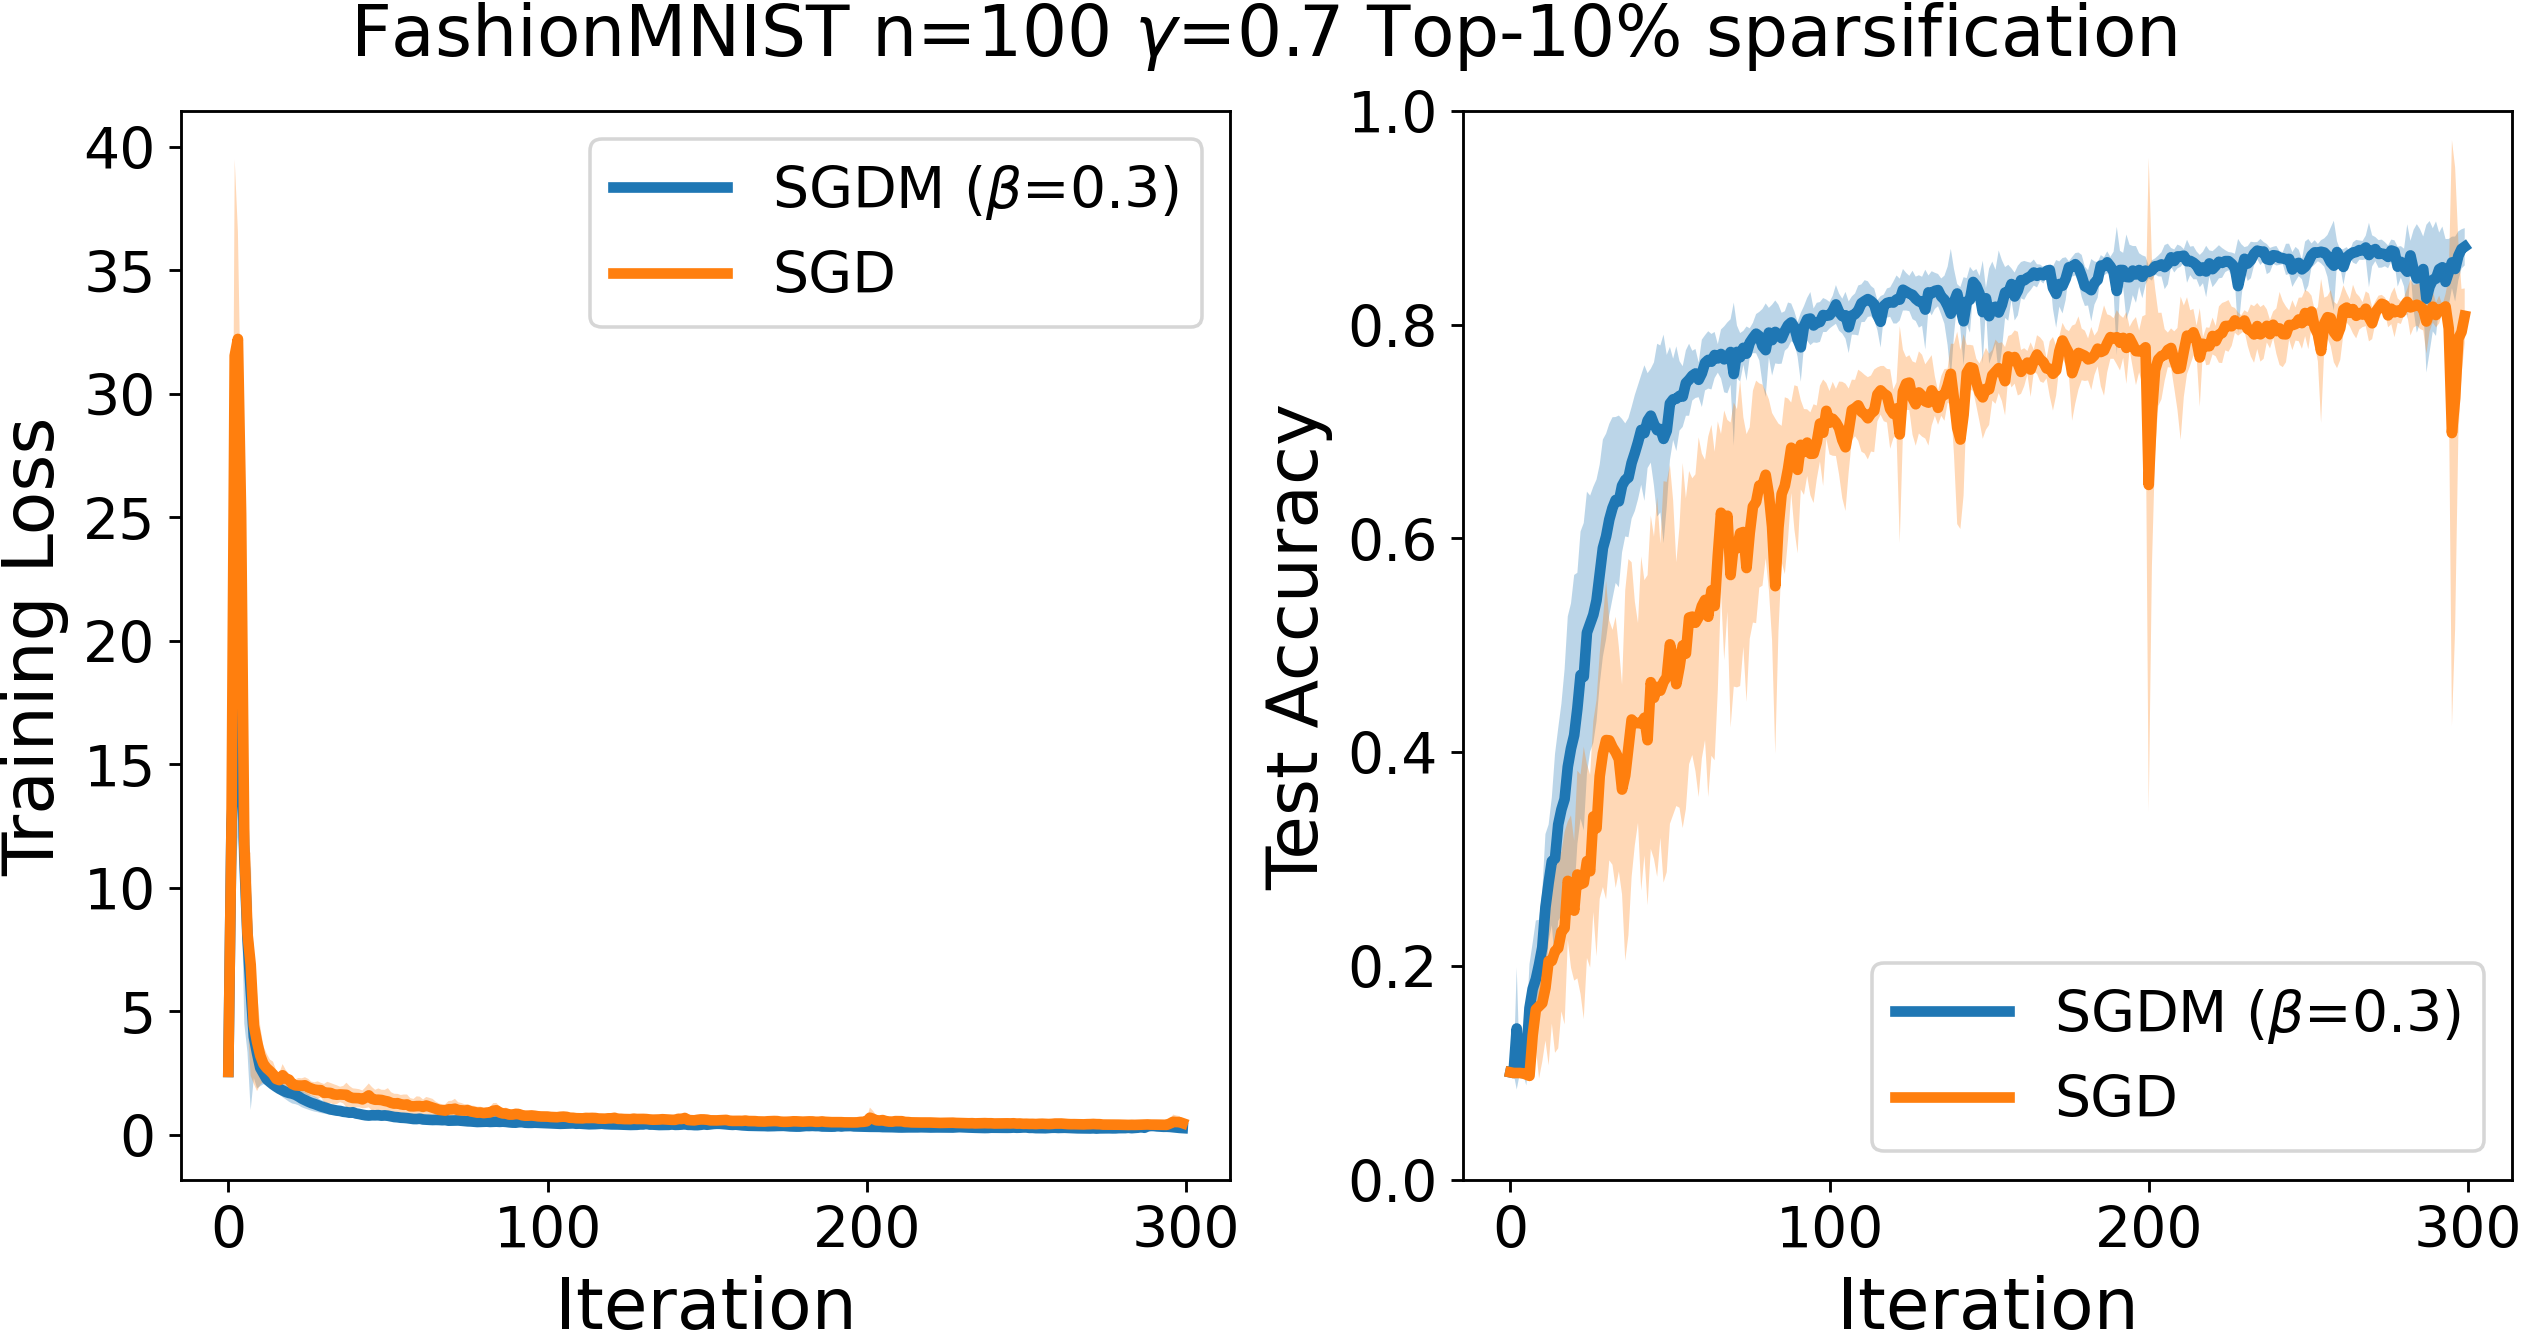 FashionMNIST n=100 γ=0.7 Top-10% sparsification
Training Loss
40
35
30
25
20
15
10
5
0
0 100 200 300
Iteration
SGDM (β=0.3)
SGD
Test Accuracy
1.0
0.8
0.6
0.4
0.2
0.0
0 100 200 300
Iteration
SGDM (β=0.3)
SGD